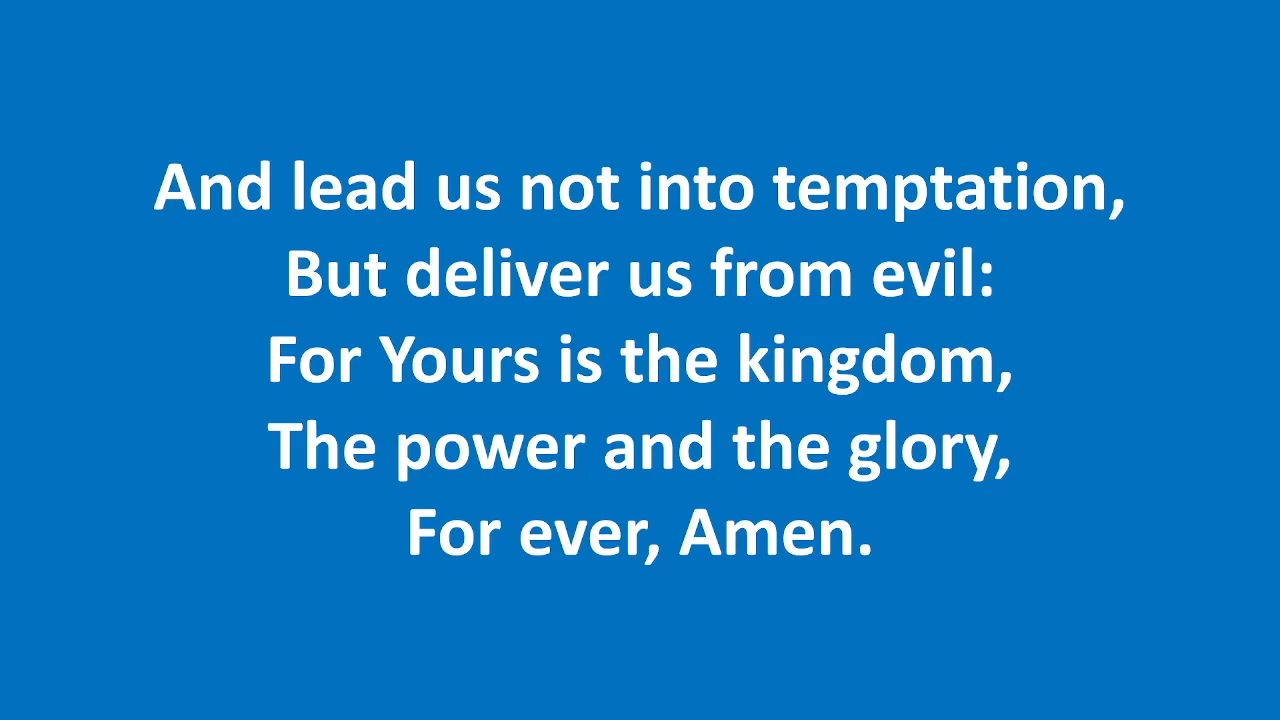 And lead us not into temptation,
But deliver us from evil:
For Yours is the kingdom,
The power and the glory,
For ever, Amen.